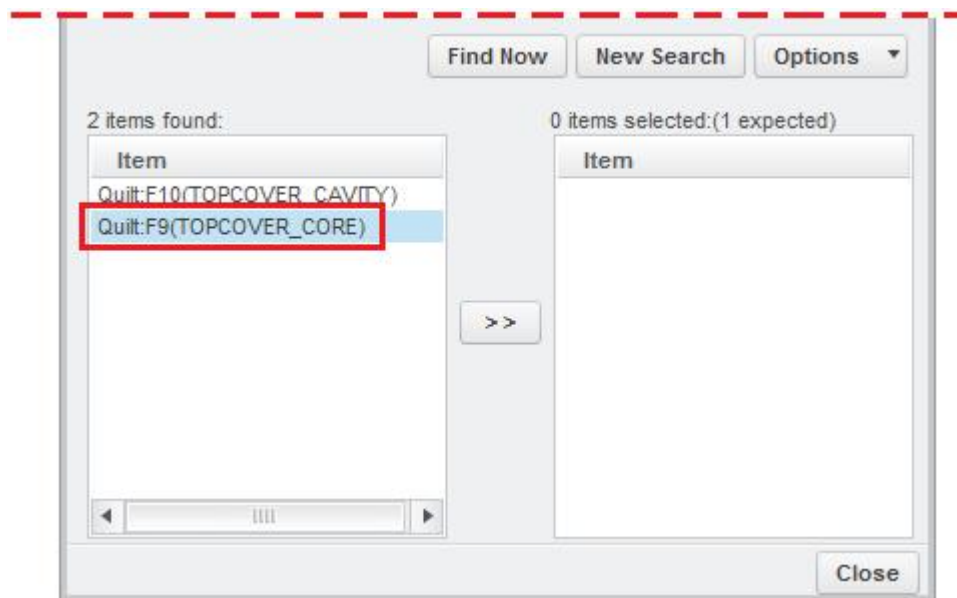 Find Now New Search Options
2 items found: 0 items selected:(1 expected)
Item Item
Quilt:F10(TOPCOVER_CAVITY)
Quilt:F9(TOPCOVER_CORE)
>>
Close